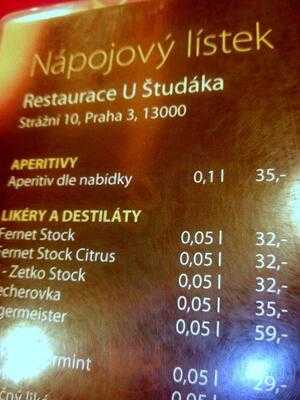 Nápojový lístek
Restaurace U Študáka
Strážní 10, Praha 3, 13000
APERITIVY
Aperitiv dle nabídky 0,1 l 35,-
LIKÉRY A DESTILÁTY
Fernet Stock 0,05 l 32,-
ernet Stock Citrus 0,05 l 32,-
- Zetko Stock 0,05 l 32,-
echerovka 0,05 l 35,-
germeister 0,05 l 59,-
0,05 l 29,-